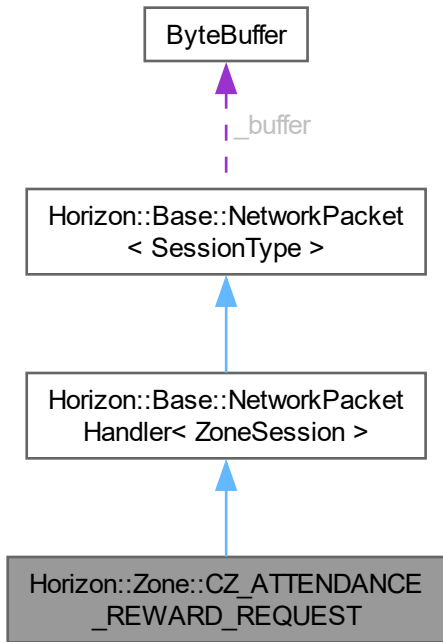 ByteBuffer
_buffer
Horizon::Base::NetworkPacket
< SessionType >
Horizon::Base::NetworkPacket
Handler< ZoneSession >
Horizon::Zone::CZ_ATTENDANCE
_REWARD_REQUEST